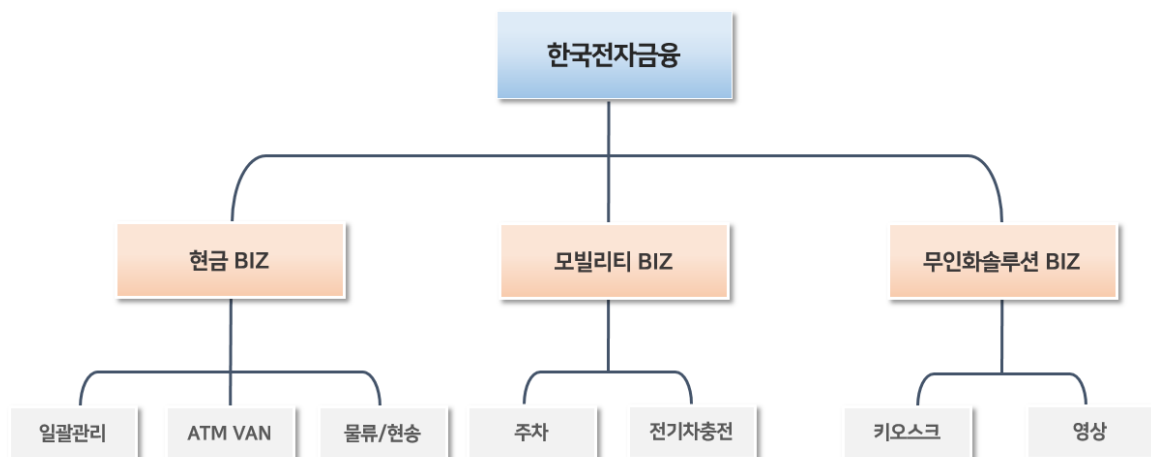 한국전자금융
현금 BIZ
모빌리티 BIZ
무인화솔루션 BIZ
일괄관리
ATM VAN
물류/현송
주차
전기차충전
키오스크
영상